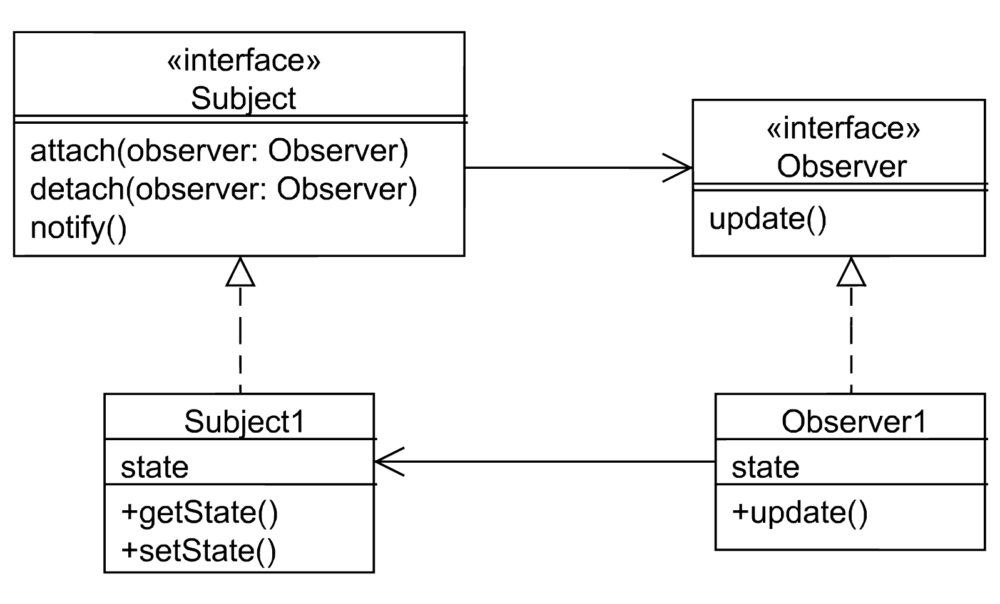 «interface»
Subject
attach(observer: Observer)
detach(observer: Observer)
notify()
«interface»
Observer
update()
Subject1
state
+getState()
+setState()
Observer1
state
+update()